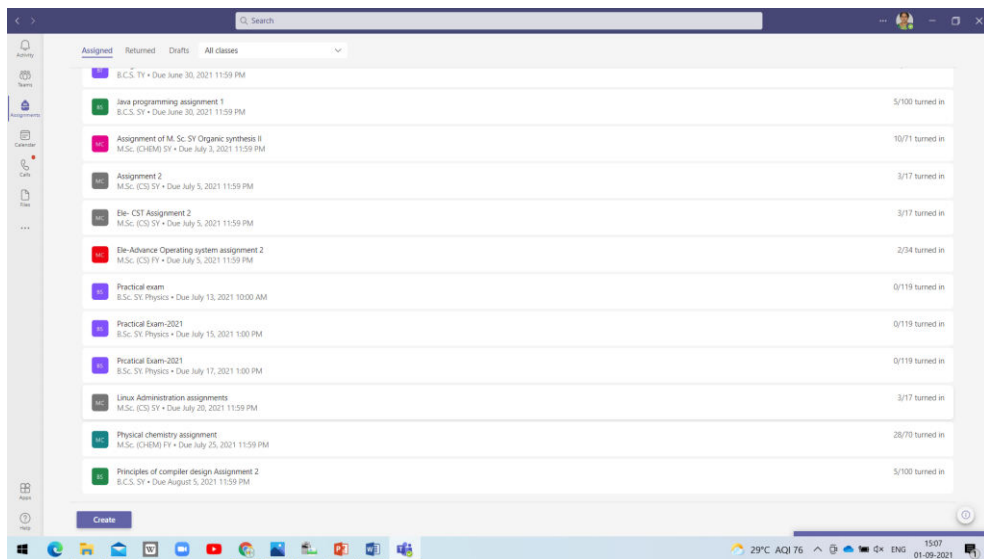 Search
Activity
Teams
Assignments
Calendar
Calls
Files
Apps
Help
Assigned Returned Drafts All classes
B.C.S. TY • Due June 30, 2021 11:59 PM
BS Java programming assignment 1 5/100 turned in
B.C.S. SY • Due June 30, 2021 11:59 PM
MC Assignment of M. Sc. SY Organic synthesis II 10/71 turned in
M.Sc. (CHEM) SY • Due July 3, 2021 11:59 PM
MC Assignment 2 3/17 turned in
M.Sc. (CS) SY • Due July 5, 2021 11:59 PM
MC Ele- CST Assignment 2 3/17 turned in
M.Sc. (CS) SY • Due July 5, 2021 11:59 PM
MC Ele-Advance Operating system assignment 2 2/34 turned in
M.Sc. (CS) FY • Due July 5, 2021 11:59 PM
BS Practical exam 0/119 turned in
B.Sc. SY. Physics • Due July 13, 2021 10:00 AM
BS Practical Exam-2021 0/119 turned in
B.Sc. SY. Physics • Due July 15, 2021 1:00 PM
BS Prcatical Exam-2021 0/119 turned in
B.Sc. SY. Physics • Due July 17, 2021 1:00 PM
MC Linux Administration assignments 3/17 turned in
M.Sc. (CS) SY • Due July 20, 2021 11:59 PM
MC Physical chemistry assignment 28/70 turned in
M.Sc. (CHEM) FY • Due July 25, 2021 11:59 PM
BS Principles of compiler design Assignment 2 5/100 turned in
B.C.S. SY • Due August 5, 2021 11:59 PM
Create
29°C AQI 76 ENG 15:07
01-09-2021